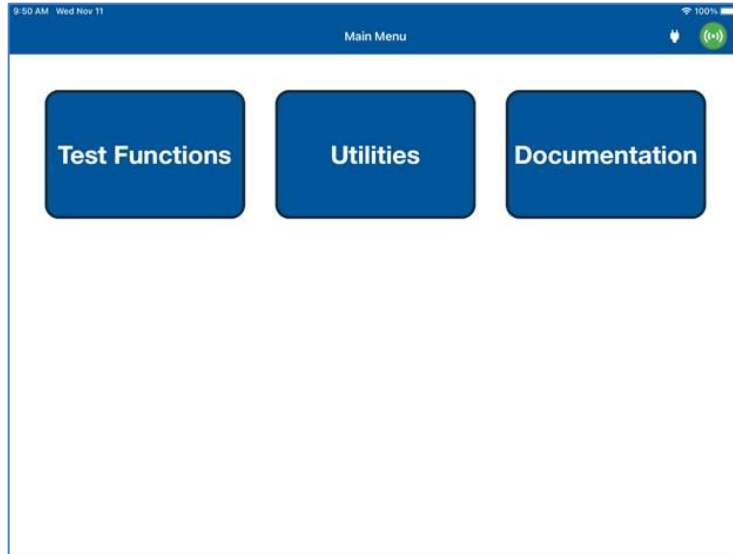 9:50 AM Wed Nov 11
100%
Main Menu
Test Functions
Utilities
Documentation